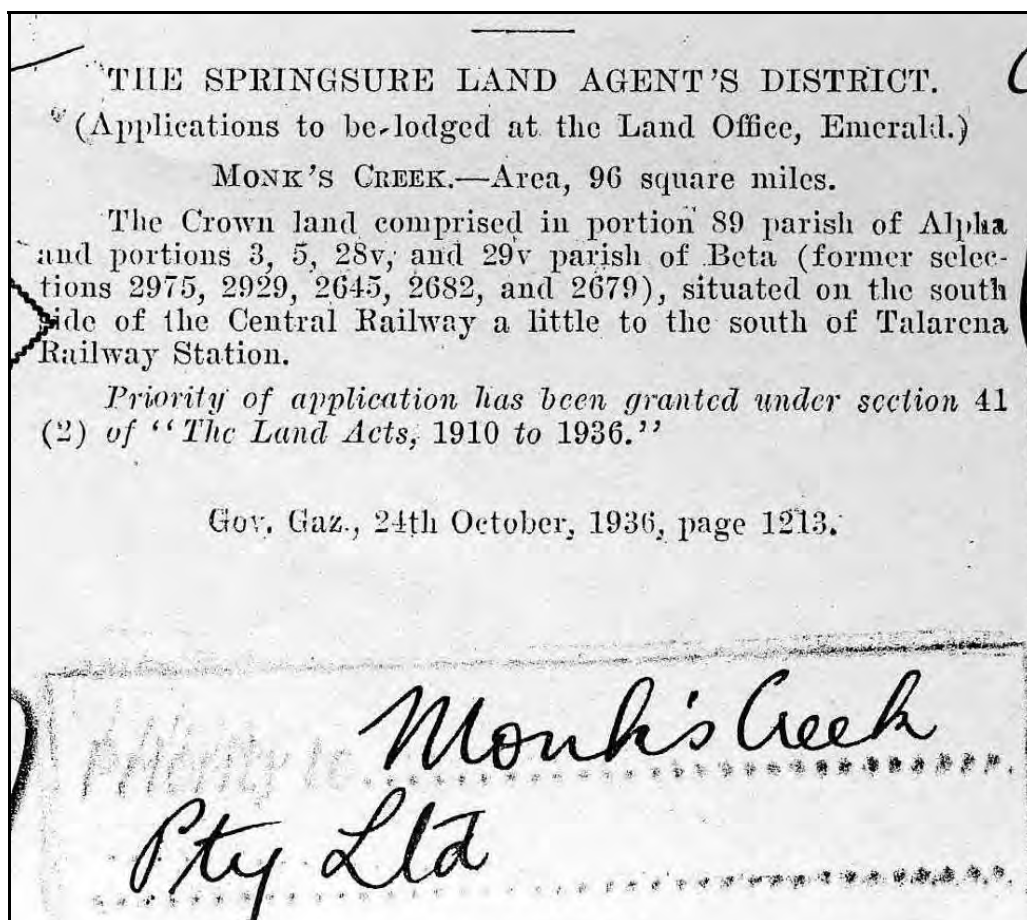 THE SPRINGSURE LAND AGENT'S DISTRICT.
(Applications to be lodged at the Land Office, Emerald.)
MONK'S CREEK.—Area, 96 square miles.
The Crown land comprised in portion 89 parish of Alpha
and portions 3, 5, 28v, and 29v parish of Beta (former selec-
tions 2975, 2929, 2645, 2682, and 2679), situated on the south
side of the Central Railway a little to the south of Talarena
Railway Station.
Priority of application has been granted under section 41
(2) of "The Land Acts, 1910 to 1936."
Gov. Gaz., 24th October, 1936, page 1213.
Priority to Monk's Creek
Pty Ltd